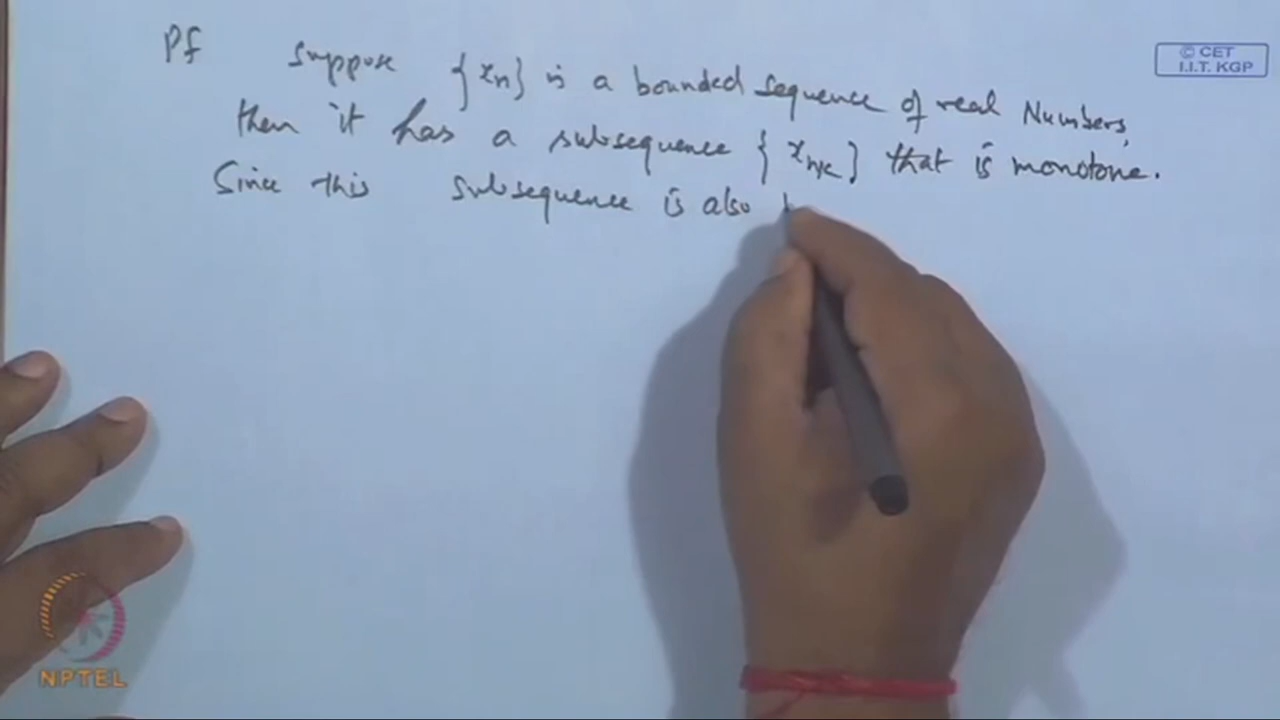 Pf Suppose {xn} is a bounded sequence of real Numbers,
then it has a subsequence {xnk} that is monotone.
Since this subsequence is also
© CET
I.I.T. KGP
NPTEL